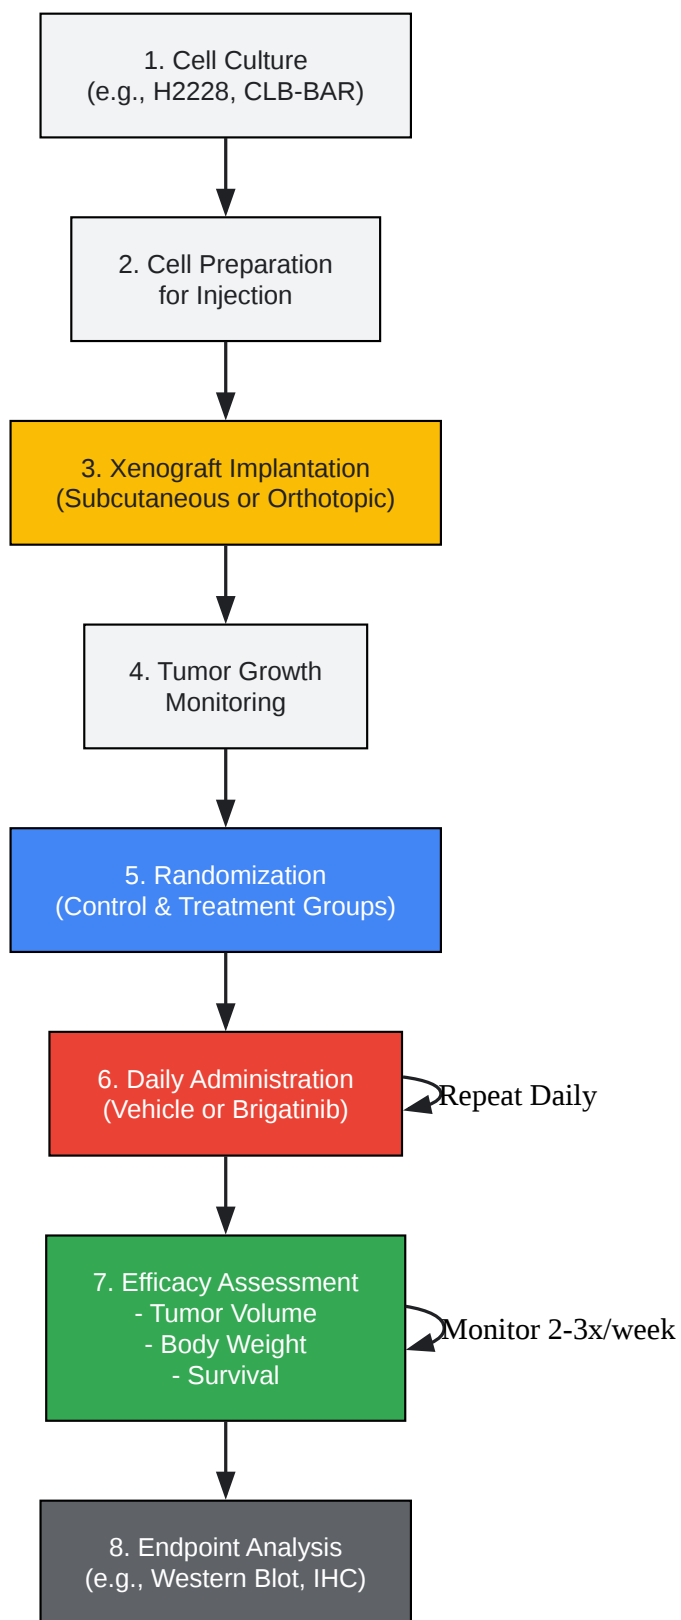 1. Cell Culture
(e.g., H2228, CLB-BAR)
2. Cell Preparation
for Injection
3. Xenograft Implantation
(Subcutaneous or Orthotopic)
4. Tumor Growth
Monitoring
5. Randomization
(Control & Treatment Groups)
6. Daily Administration
(Vehicle or Brigatinib)
Repeat Daily
7. Efficacy Assessment
- Tumor Volume
- Body Weight
- Survival
Monitor 2-3x/week
8. Endpoint Analysis
(e.g., Western Blot, IHC)